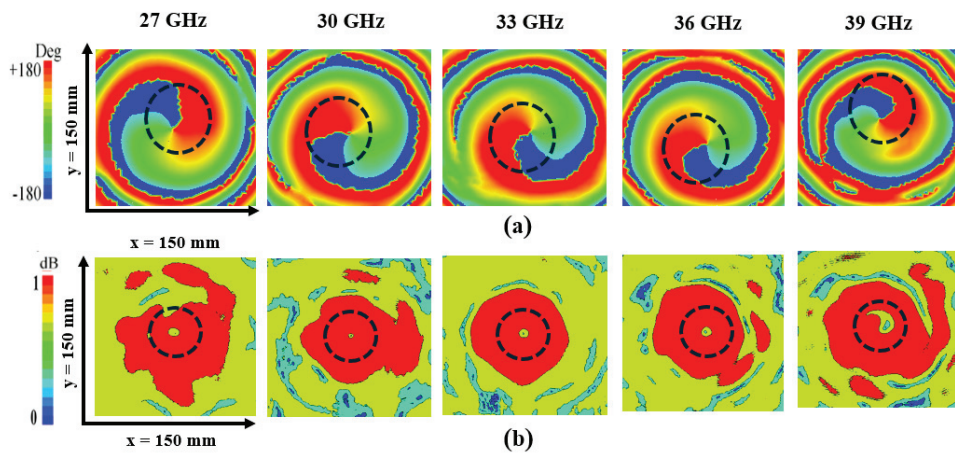 27 GHz 30 GHz 33 GHz 36 GHz 39 GHz
Deg
+180
-180
y = 150 mm
(a)
x = 150 mm
dB
1
0
y = 150 mm
x = 150 mm
(b)